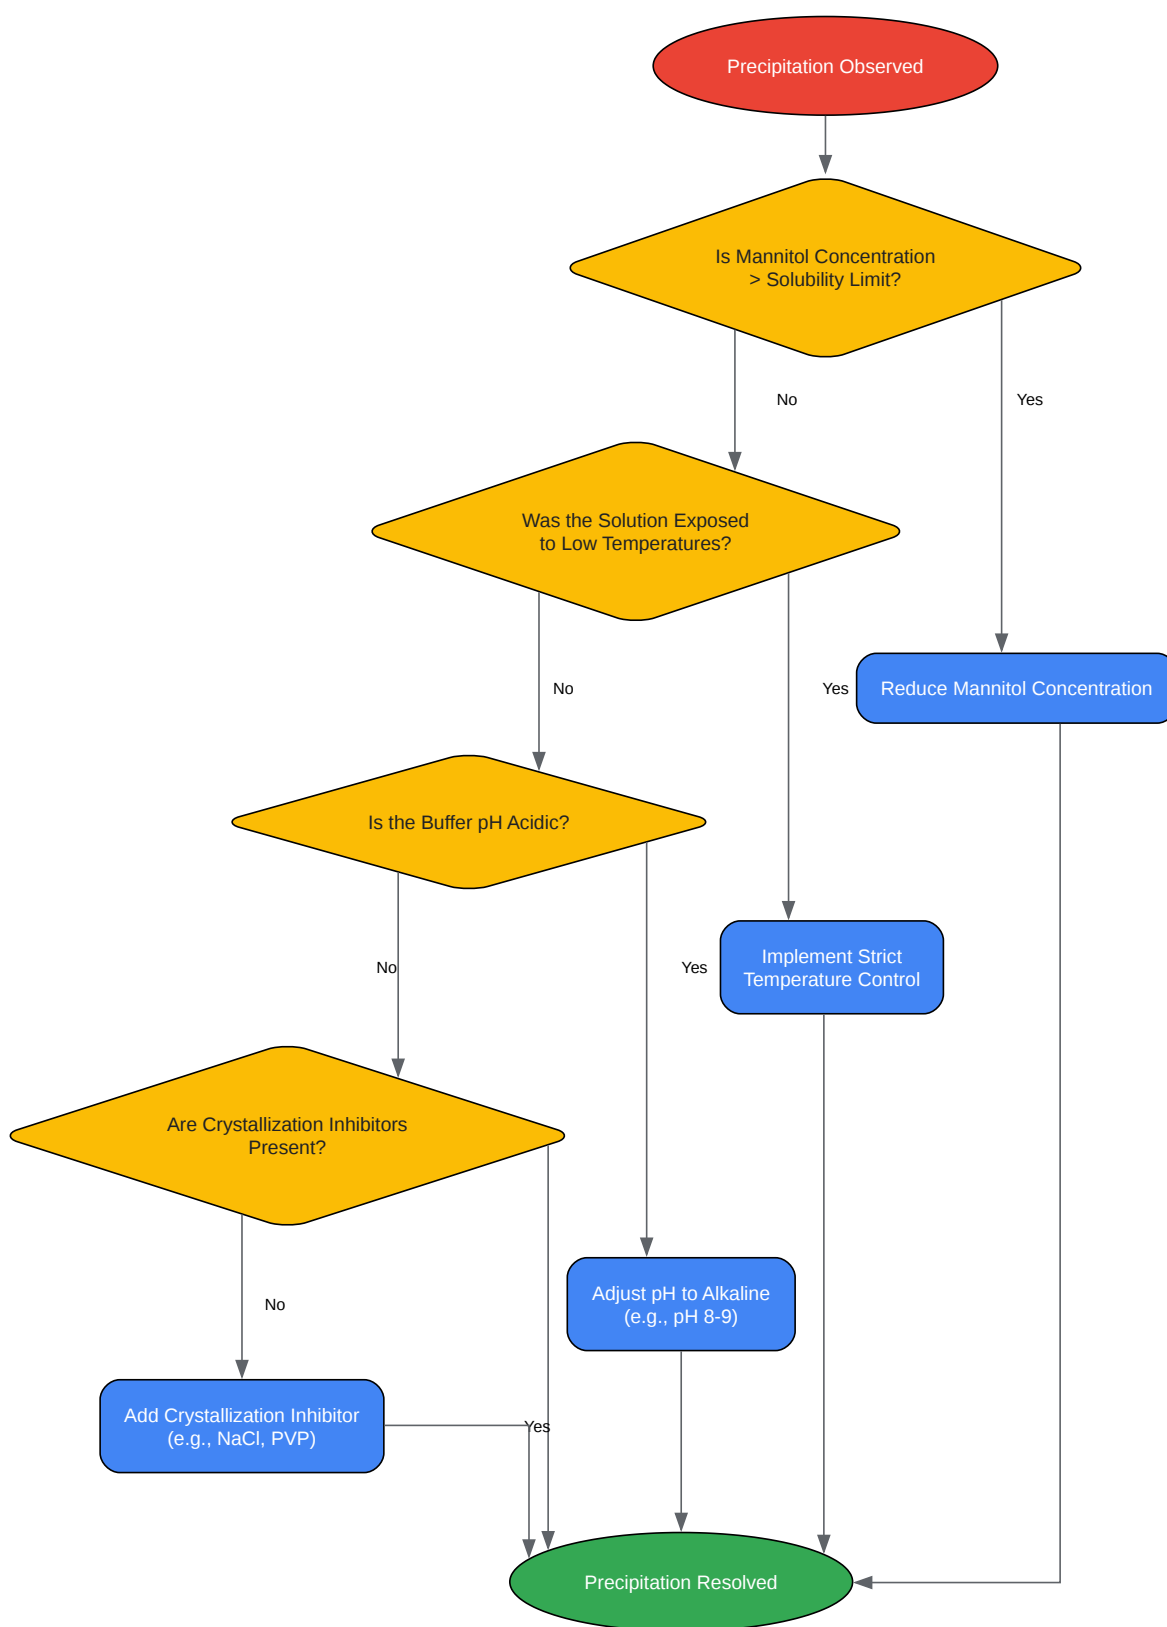 Precipitation Observed
Is Mannitol Concentration
> Solubility Limit?
No
Yes
Was the Solution Exposed
to Low Temperatures?
No
Yes
Reduce Mannitol Concentration
Is the Buffer pH Acidic?
No
Yes
Implement Strict
Temperature Control
Are Crystallization Inhibitors
Present?
No
Adjust pH to Alkaline
(e.g., pH 8-9)
Add Crystallization Inhibitor
(e.g., NaCl, PVP)
Yes
Precipitation Resolved